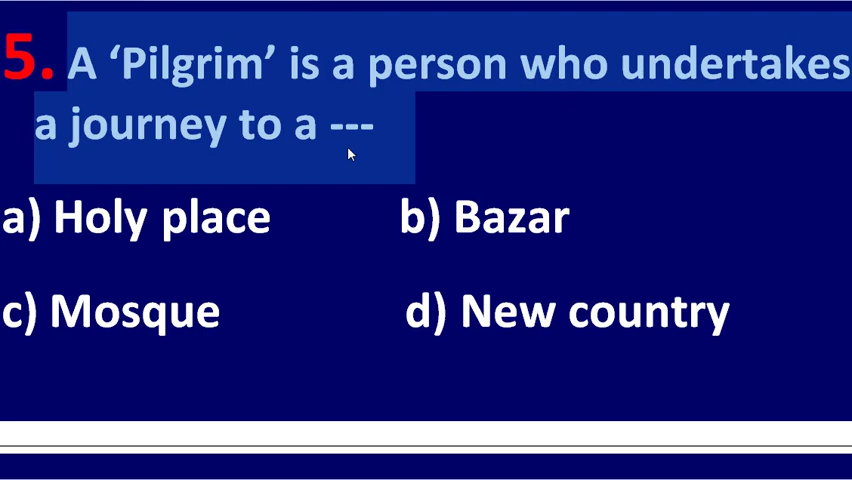 5. A ‘Pilgrim’ is a person who undertakes
a journey to a ---
a) Holy place b) Bazar
c) Mosque d) New country